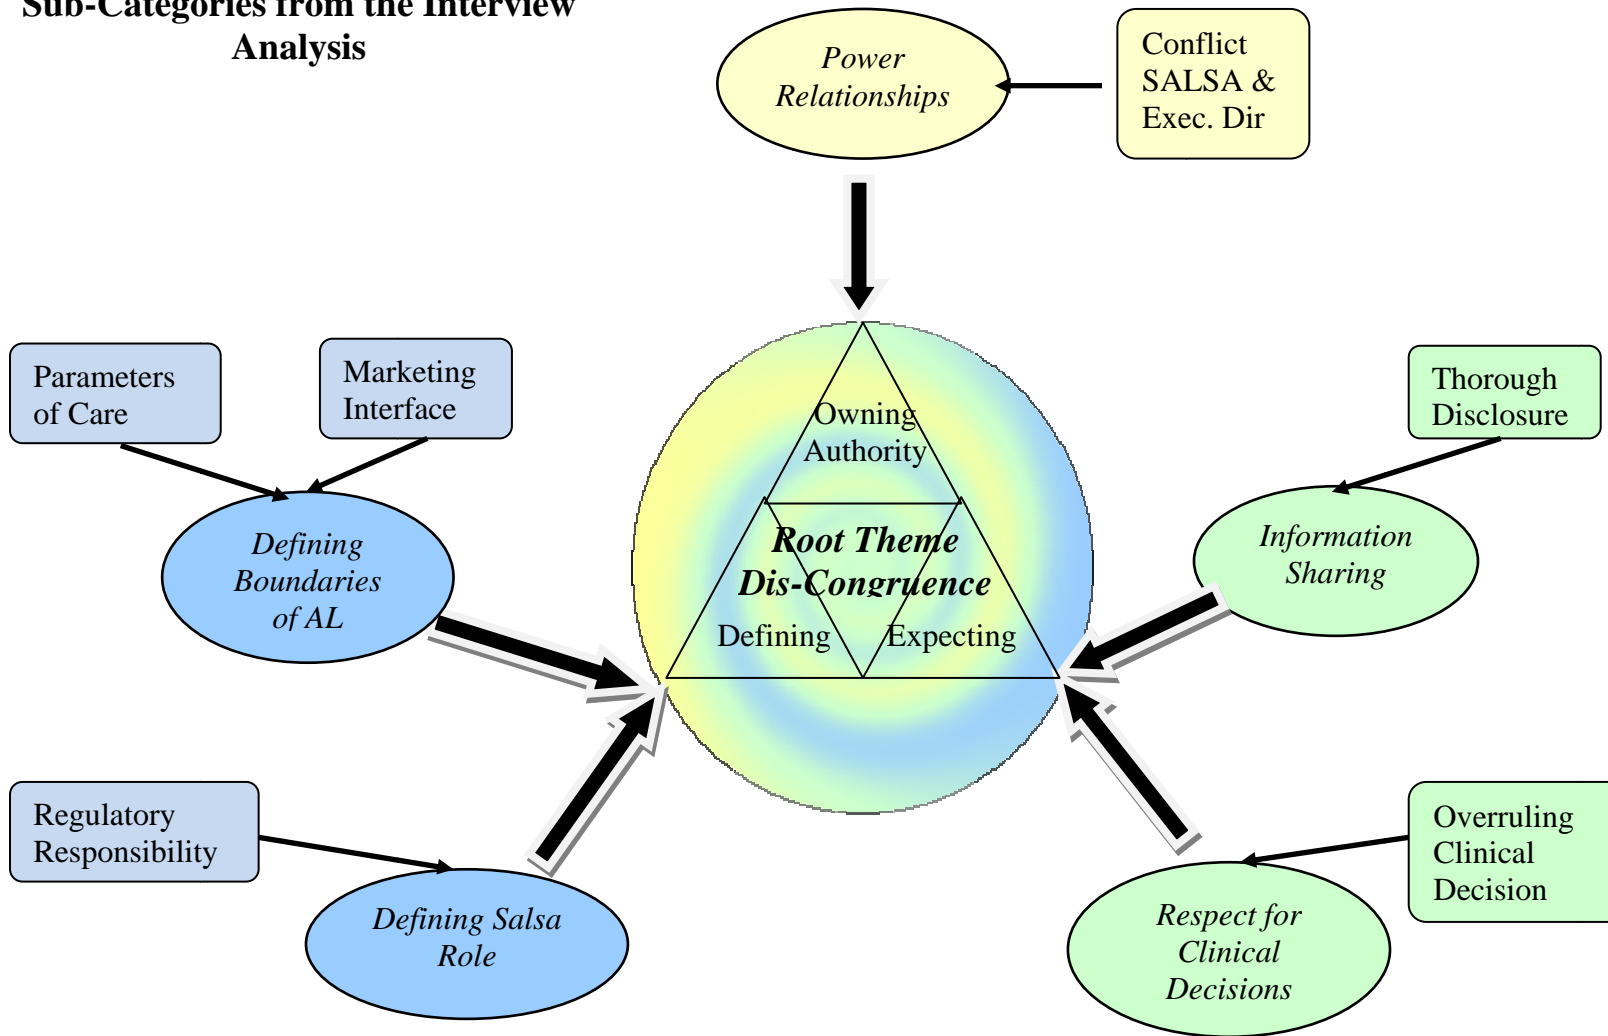 Sub-Categories from the Interview
Analysis
Power
Relationships
Conflict
SALSA &
Exec. Dir
Parameters
of Care
Marketing
Interface
Thorough
Disclosure
Owning
Authority
Defining
Boundaries
of AL
Root Theme
Dis-Congruence
Information
Sharing
Defining
Expecting
Regulatory
Responsibility
Overruling
Clinical
Decision
Defining Salsa
Role
Respect for
Clinical
Decisions